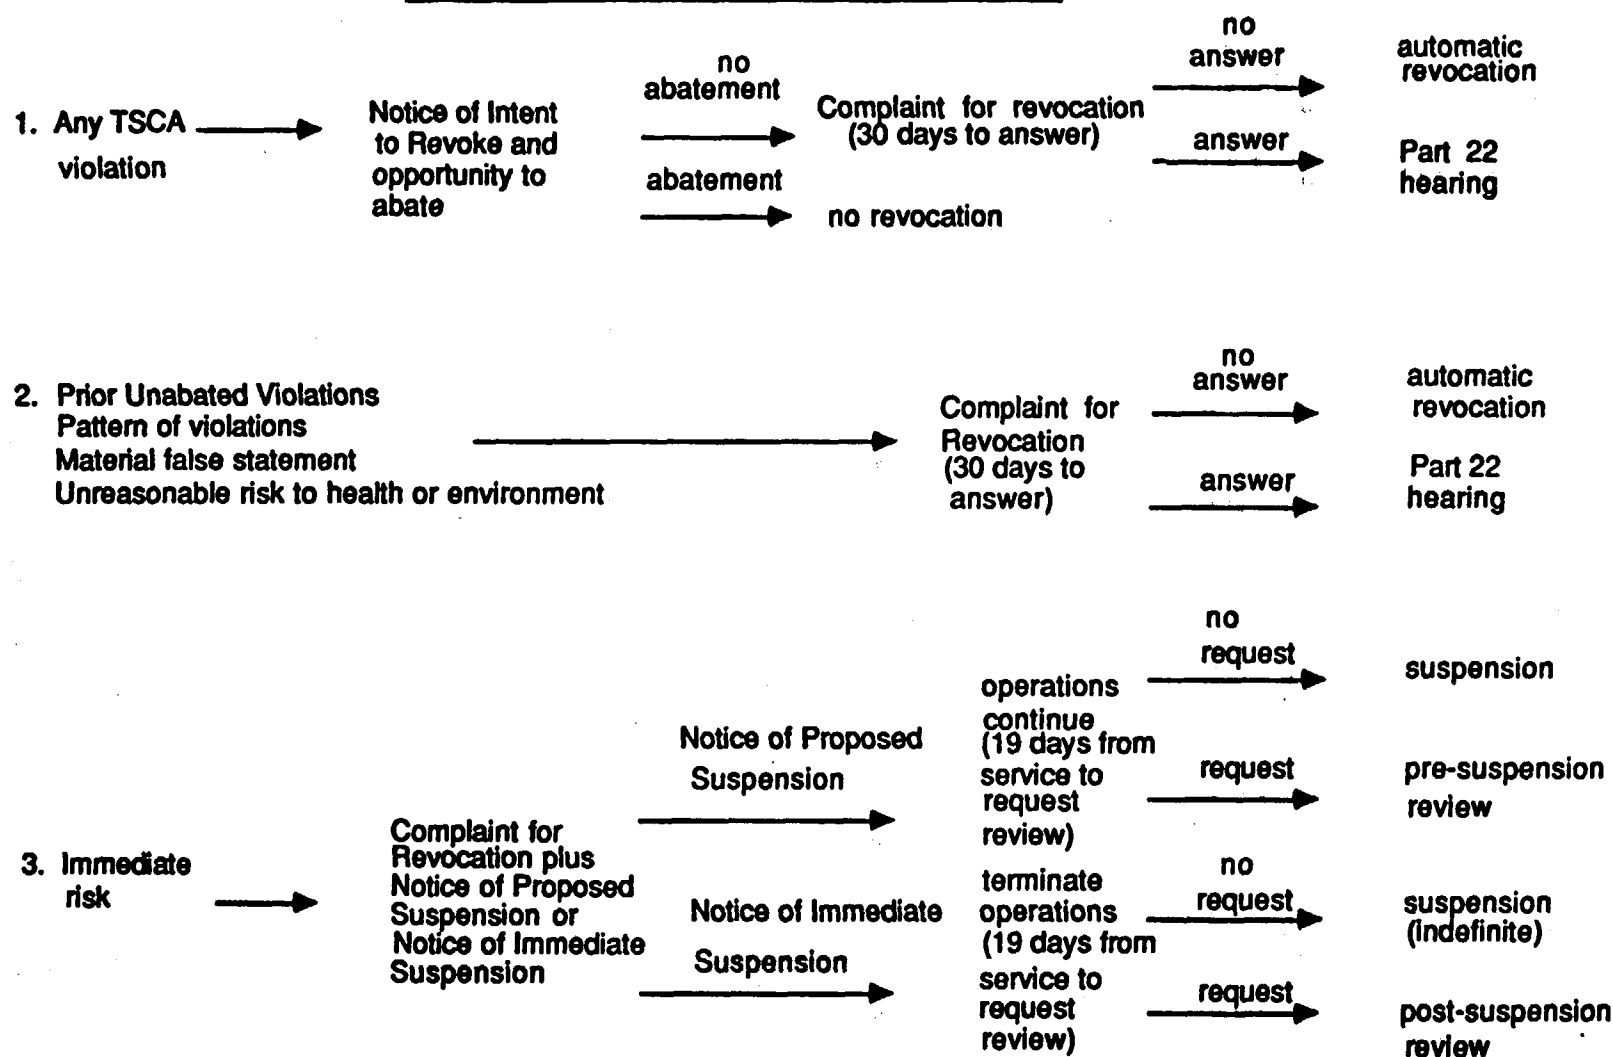 1. Any TSCA
violation
Notice of Intent
to Revoke and
opportunity to
abate
no
abatement
abatement
Complaint for revocation
(30 days to answer)
no revocation
no
answer
answer
automatic
revocation
Part 22
hearing
2. Prior Unabated Violations
Pattern of violations
Material false statement
Unreasonable risk to health or environment
Complaint for
Revocation
(30 days to
answer)
no
answer
answer
automatic
revocation
Part 22
hearing
3. Immediate
risk
Complaint for
Revocation plus
Notice of Proposed
Suspension or
Notice of Immediate
Suspension
Notice of Proposed
Suspension
operations
continue
(19 days from
service to
request
review)
no
request
suspension
request
pre-suspension
review
Notice of Immediate
Suspension
terminate
operations
(19 days from
service to
request
review)
no
request
suspension
(indefinite)
request
post-suspension
review